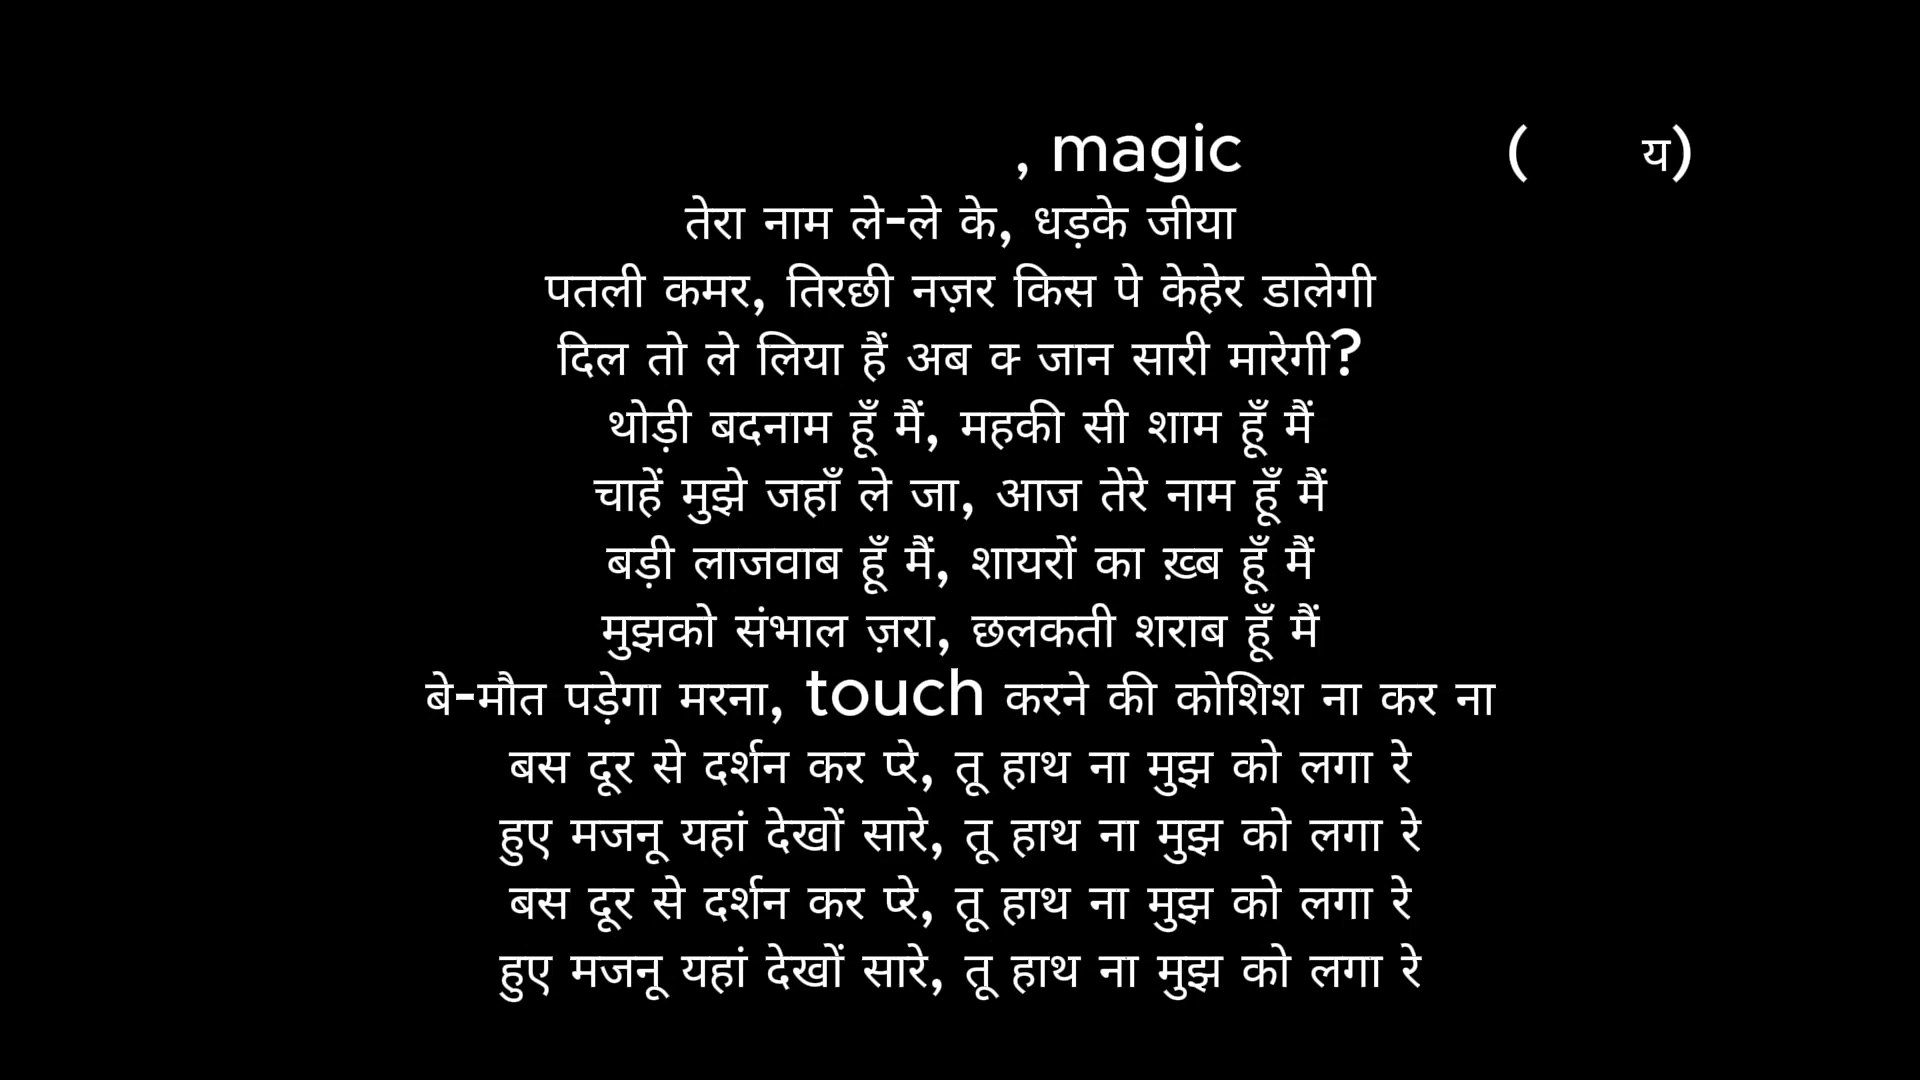 , magic ( य)
तेरा नाम ले-ले के, धड़के जीया
पतली कमर, तिरछी नज़र किस पे केहेर डालेगी
दिल तो ले लिया हैं अब क्‍ जान सारी मारेगी?
थोड़ी बदनाम हूँ मैं, महकी सी शाम हूँ मैं
चाहें मुझे जहाँ ले जा, आज तेरे नाम हूँ मैं
बड़ी लाजवाब हूँ मैं, शायरों का ख़्ब हूँ मैं
मुझको संभाल ज़रा, छलकती शराब हूँ मैं
बे-मौत पड़ेगा मरना, touch करने की कोशिश ना कर ना
बस दूर से दर्शन कर प्रे, तू हाथ ना मुझ को लगा रे
हुए मजनू यहां देखों सारे, तू हाथ ना मुझ को लगा रे
बस दूर से दर्शन कर प्रे, तू हाथ ना मुझ को लगा रे
हुए मजनू यहां देखों सारे, तू हाथ ना मुझ को लगा रे